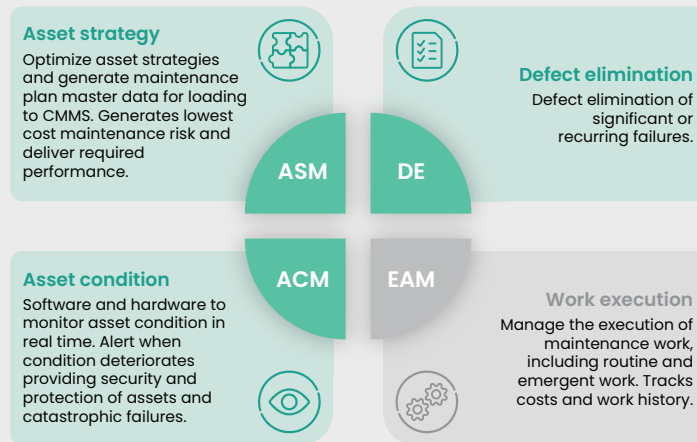 Asset strategy
Optimize asset strategies
and generate maintenance
plan master data for loading
to CMMS. Generates lowest
cost maintenance risk and
deliver required
performance.
Defect elimination
Defect elimination of
significant or
recurring failures.
ASM
DE
ACM
EAM
Asset condition
Software and hardware to
monitor asset condition in
real time. Alert when
condition deteriorates
providing security and
protection of assets and
catastrophic failures.
Work execution
Manage the execution of
maintenance work,
including routine and
emergent work. Tracks
costs and work history.